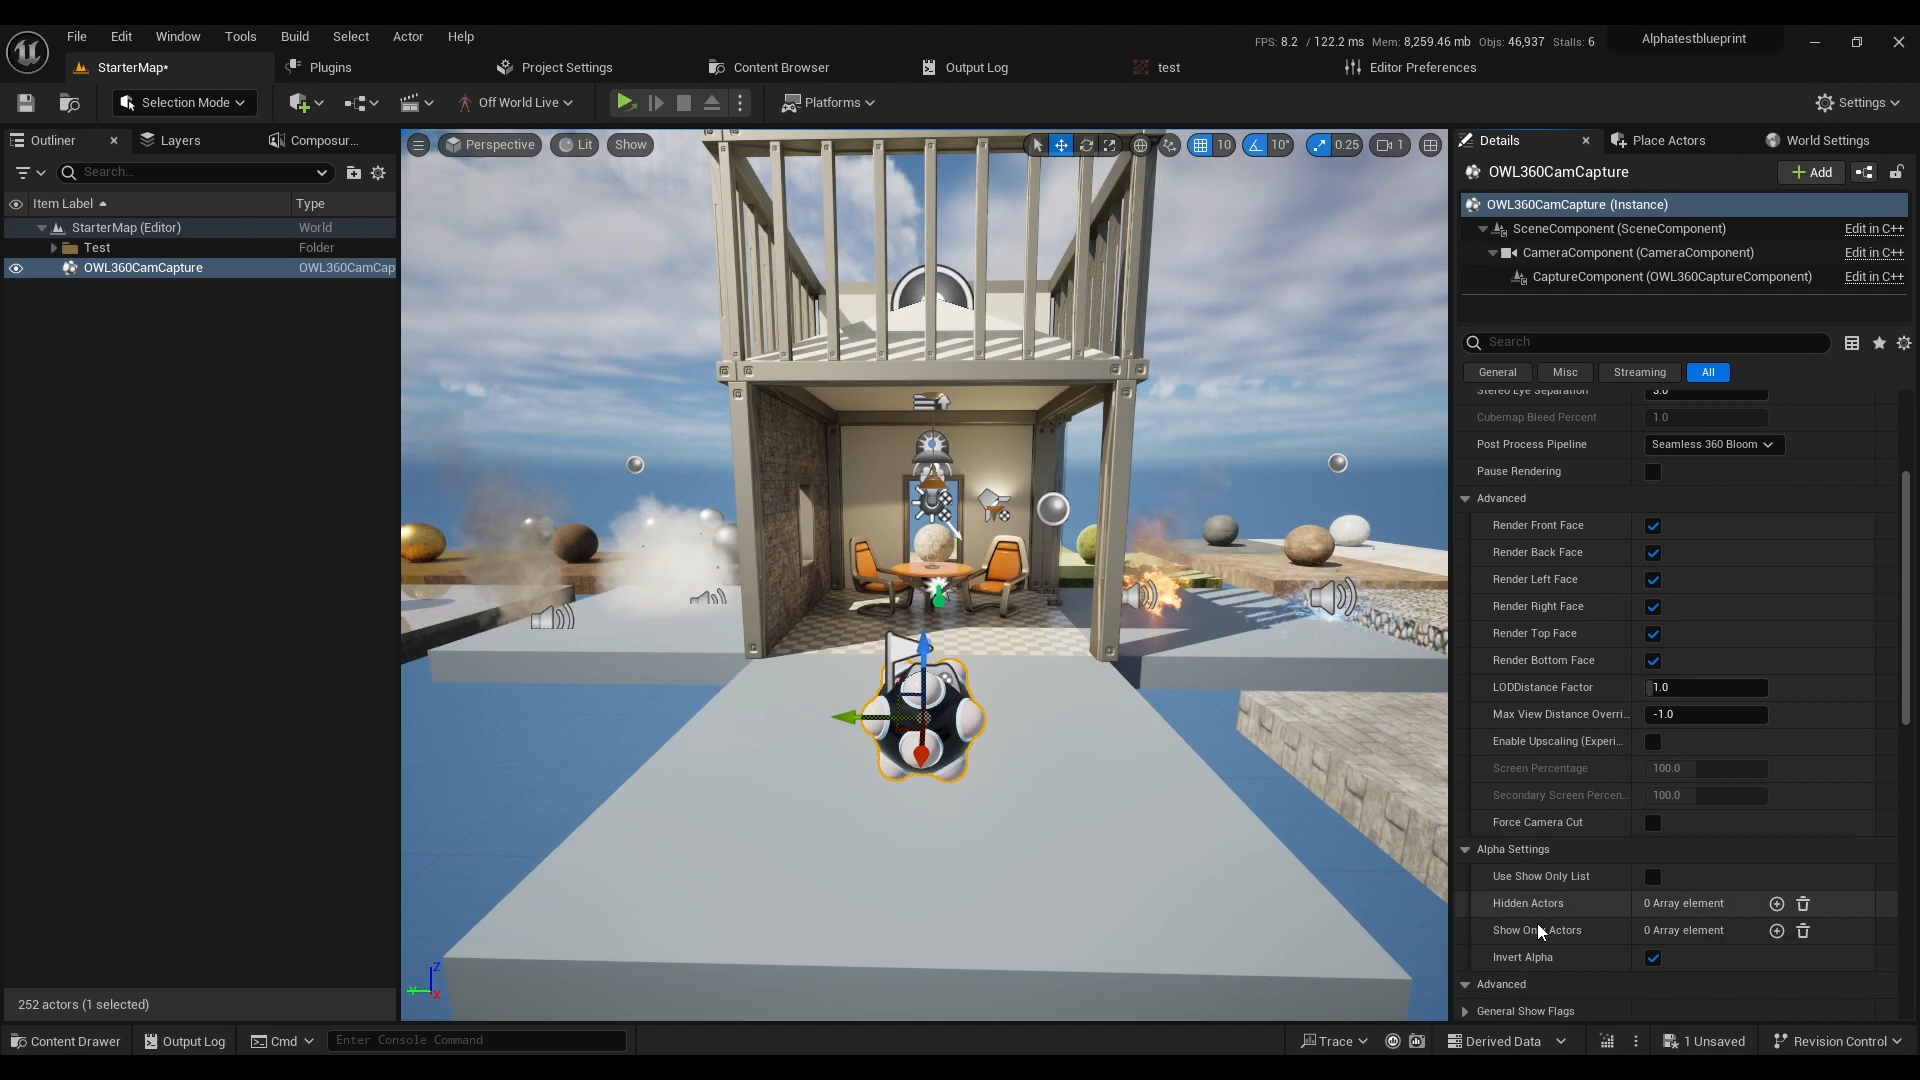 File Edit Window Tools Build Select Actor Help
FPS: 8.2 / 122.2 ms Mem: 8,259.46 mb Objs: 46,937 Stalls: 6 Alphatestblueprint
StarterMap* Plugins Project Settings Content Browser Output Log test Editor Preferences
Selection Mode Off World Live Platforms Settings
Outliner Layers Composur...
Search...
Item Label Type
StarterMap (Editor) World
Test Folder
OWL360CamCapture OWL360CamCap
252 actors (1 selected)
Perspective Lit Show 10 10° 0.25 1
Z
Y
X
Details Place Actors World Settings
OWL360CamCapture Add
OWL360CamCapture (Instance)
SceneComponent (SceneComponent) Edit in C++
CameraComponent (CameraComponent) Edit in C++
CaptureComponent (OWL360CaptureComponent) Edit in C++
Search
General Misc Streaming All
Stereo Eye Separation 3.0
Cubemap Bleed Percent 1.0
Post Process Pipeline Seamless 360 Bloom
Pause Rendering
Advanced
Render Front Face
Render Back Face
Render Left Face
Render Right Face
Render Top Face
Render Bottom Face
LODDistance Factor 1.0
Max View Distance Overri... -1.0
Enable Upscaling (Experi...
Screen Percentage 100.0
Secondary Screen Percen... 100.0
Force Camera Cut
Alpha Settings
Use Show Only List
Hidden Actors 0 Array element
Show Only Actors 0 Array element
Invert Alpha
Advanced
General Show Flags
Content Drawer Output Log Cmd Enter Console Command Trace Derived Data 1 Unsaved Revision Control